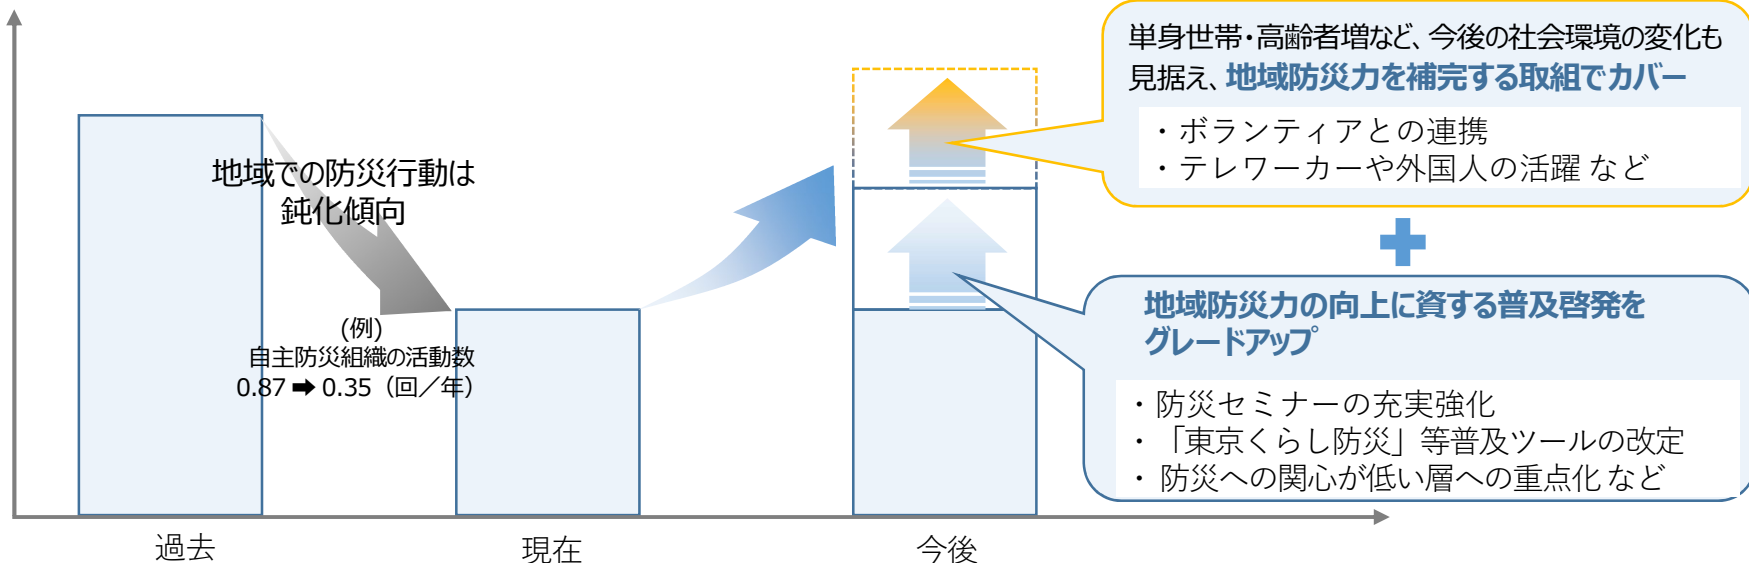 単身世帯・高齢者増など、今後の社会環境の変化も
見据え、地域防災力を補完する取組でカバー
・ボランティアとの連携
・テレワーカーや外国人の活躍 など
地域での防災行動は
鈍化傾向
(例)
自主防災組織の活動数
0.87 ➡ 0.35（回／年）
地域防災力の向上に資する普及啓発を
グレードアップ
・防災セミナーの充実強化
・「東京くらし防災」等普及ツールの改定
・防災への関心が低い層への重点化 など
過去
現在
今後